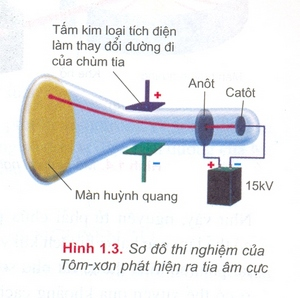 Tấm kim loại tích điện
làm thay đổi đường đi
của chùm tia
+
Anôt
Catôt
−
+ −
15kV
Màn huỳnh quang
Hình 1.3. Sơ đồ thí nghiệm của
Tôm-xơn phát hiện ra tia âm cực